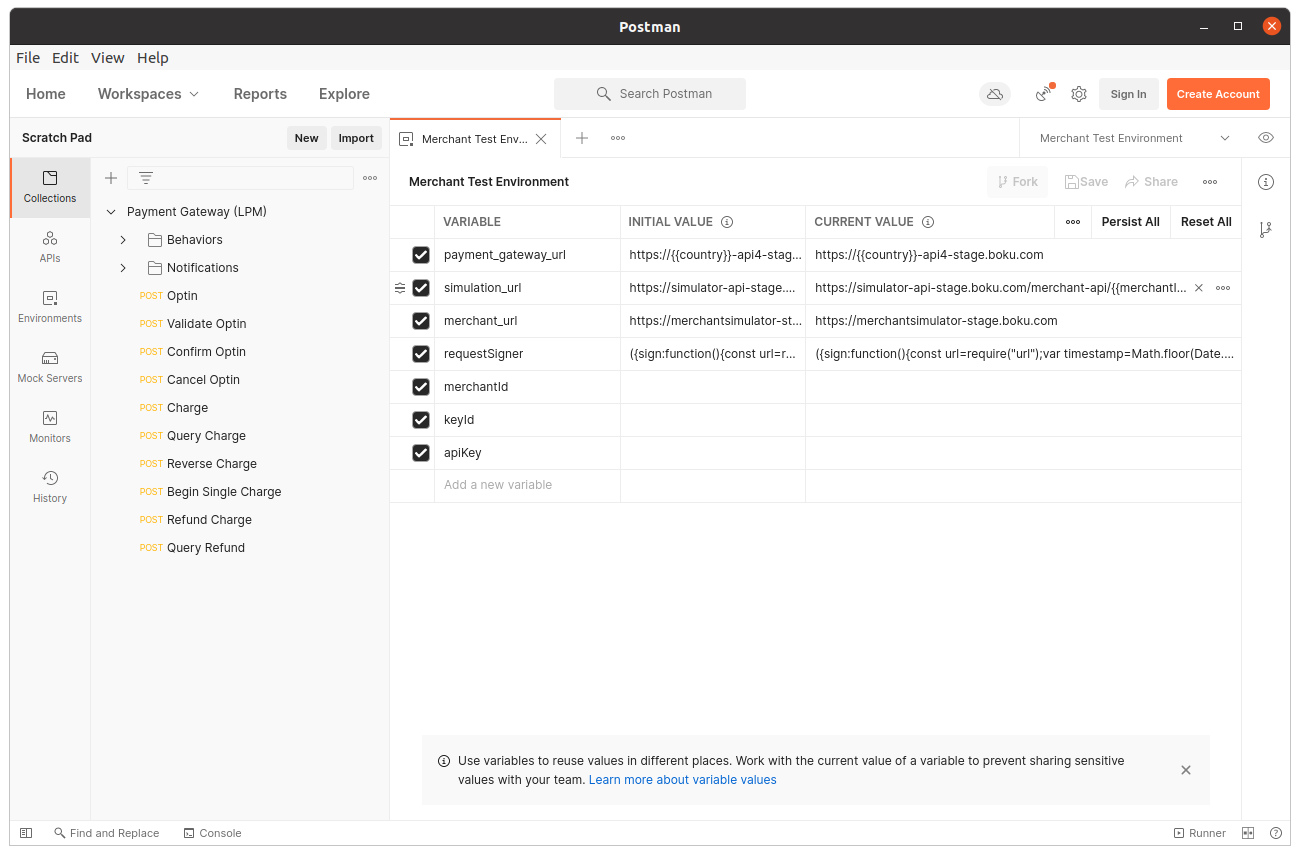 Postman
File Edit View Help
Home Workspaces Reports Explore Search Postman Sign In Create Account
Scratch Pad New Import
Merchant Test Env...
Merchant Test Environment
Collections
APIs
Environments
Mock Servers
Monitors
History
Payment Gateway (LPM)
Behaviors
Notifications
POST Optin
POST Validate Optin
POST Confirm Optin
POST Cancel Optin
POST Charge
POST Query Charge
POST Reverse Charge
POST Begin Single Charge
POST Refund Charge
POST Query Refund
Merchant Test Environment Fork Save Share
VARIABLE INITIAL VALUE CURRENT VALUE Persist All Reset All
payment_gateway_url https://{{country}}-api4-stag... https://{{country}}-api4-stage.boku.com
simulation_url https://simulator-api-stage.... https://simulator-api-stage.boku.com/merchant-api/{{merchantI...
merchant_url https://merchantsimulator-st... https://merchantsimulator-stage.boku.com
requestSigner ({sign:function(){const url=r... ({sign:function(){const url=require("url");var timestamp=Math.floor(Date....
merchantId
keyId
apiKey
Add a new variable
Use variables to reuse values in different places. Work with the current value of a variable to prevent sharing sensitive
values with your team. Learn more about variable values
Find and Replace Console Runner